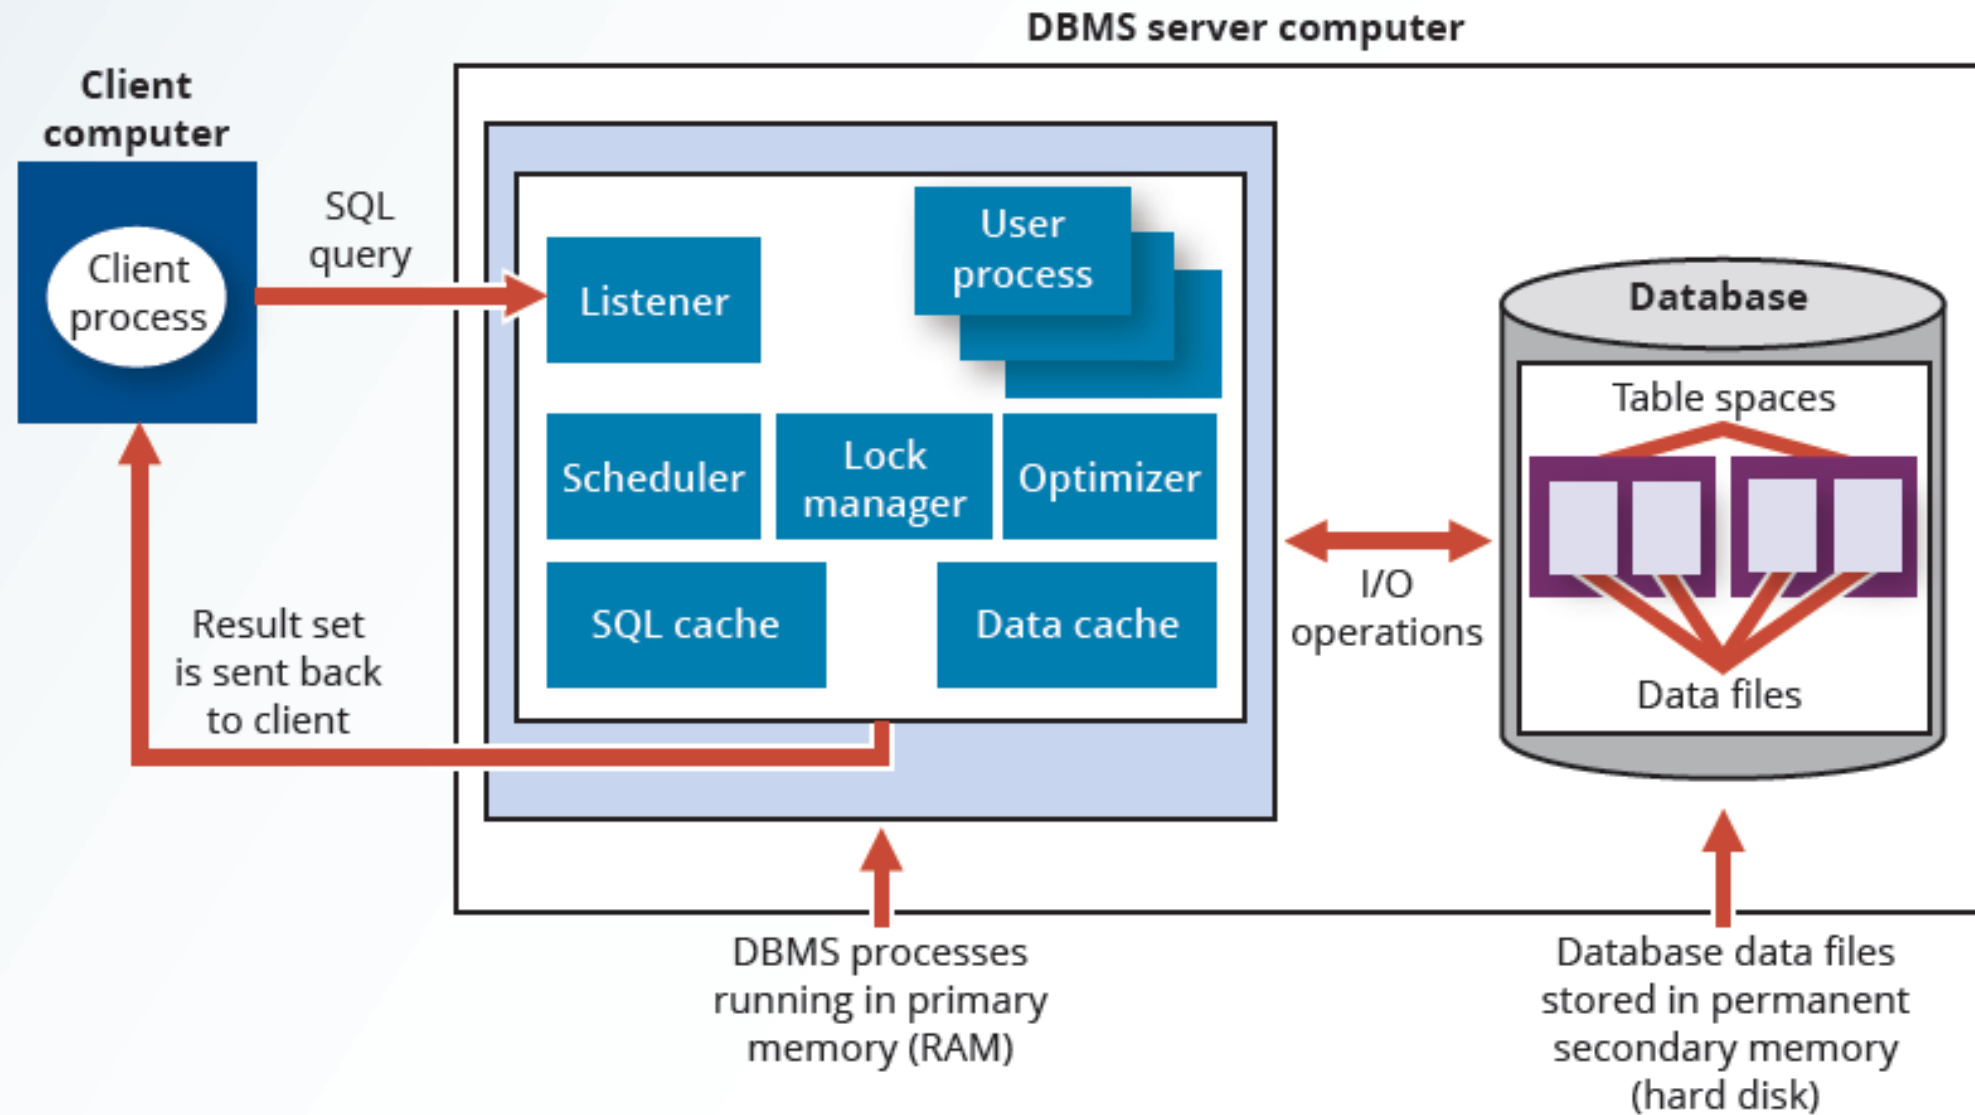 DBMS server computer
Client
computer
Client
process
SQL
query
Listener
User
process
Scheduler
Lock
manager
Optimizer
SQL cache
Data cache
Result set
is sent back
to client
I/O
operations
Database
Table spaces
Data files
DBMS processes
running in primary
memory (RAM)
Database data files
stored in permanent
secondary memory
(hard disk)